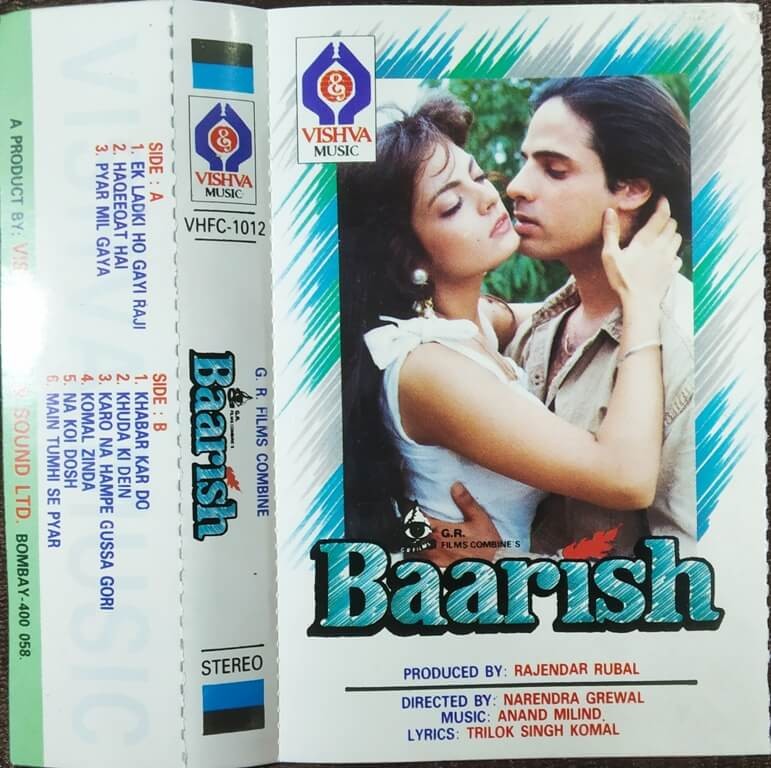 VISHVA
MUSIC
G.R.
FILMS COMBINE'S
Baarish
PRODUCED BY: RAJENDAR RUBAL
DIRECTED BY: NARENDRA GREWAL
MUSIC: ANAND MILIND.
LYRICS: TRILOK SINGH KOMAL
VISHVA
MUSIC
VHFC-1012
G. R. FILMS COMBINE
G.R.
FILMS COMBINE'S
Baarish
STEREO
SIDE : A
1. EK LADKI HO GAYI RAJI
2. HAQEEQAT HAI
3. PYAR MIL GAYA
SIDE : B
1. KHABAR KAR DO
2. KHUDA KI DEIN
3. KARO NA HAMPE GUSSA GORI
4. KOMAL ZINDA
5. NA KOI DOSH
6. MAIN TUMHI SE PYAR
VISHVA MUSIC
A PRODUCT BY: SOUND LTD. BOMBAY-400 058.